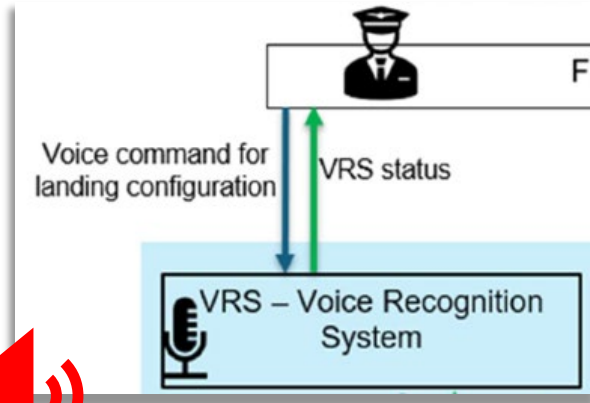 F
Voice command for
landing configuration
VRS status
VRS – Voice Recognition
System